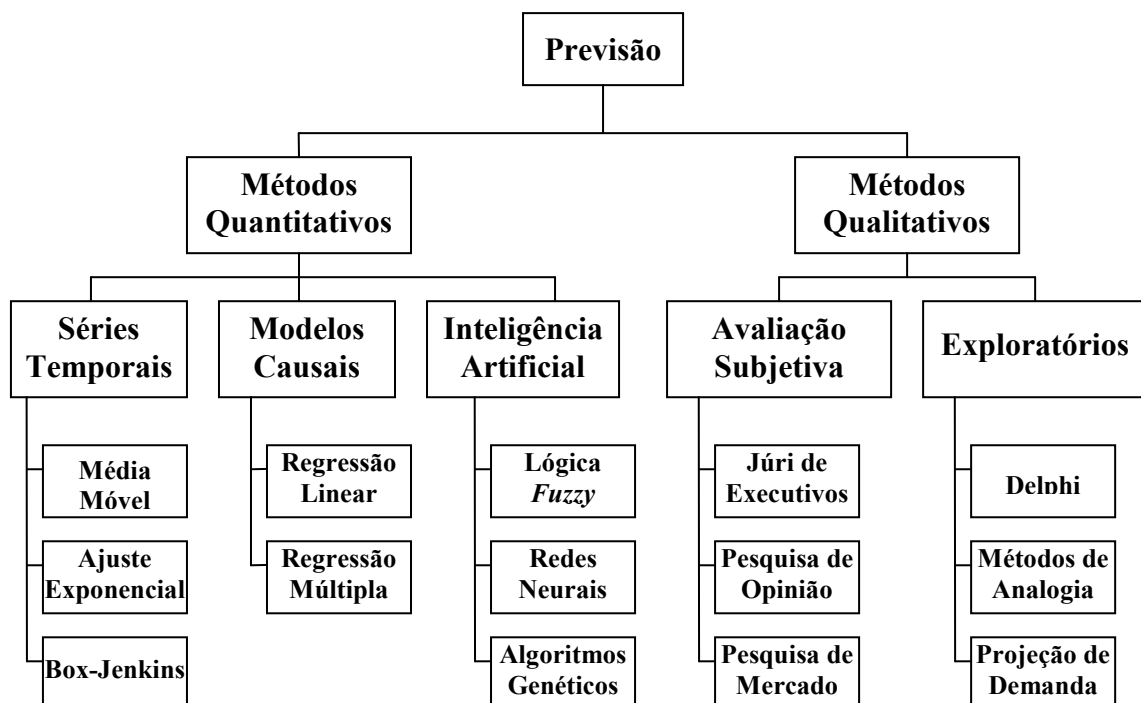 Previsão
Métodos
Quantitativos
Métodos
Qualitativos
Séries
Temporais
Modelos
Causais
Inteligência
Artificial
Avaliação
Subjetiva
Exploratórios
Média
Móvel
Regressão
Linear
Lógica
Fuzzy
Júri de
Executivos
Delphi
Ajuste
Exponencial
Regressão
Múltipla
Redes
Neurais
Pesquisa de
Opinião
Métodos de
Analogia
Box-Jenkins
Algoritmos
Genéticos
Pesquisa de
Mercado
Projeção de
Demanda